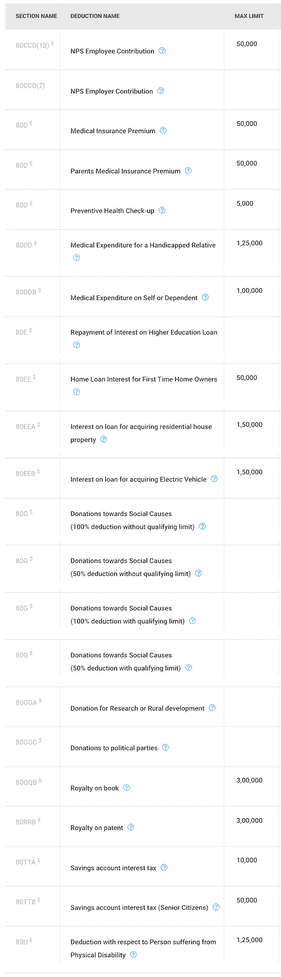 SECTION NAME DEDUCTION NAME MAX LIMIT
80CCD(1B) $ NPS Employee Contribution ? 50,000
80CCD(2) NPS Employer Contribution ?
80D $ Medical Insurance Premium ? 50,000
80D $ Parents Medical Insurance Premium ? 50,000
80D $ Preventive Health Check-up ? 5,000
80DD $ Medical Expenditure for a Handicapped Relative 1,25,000
?
80DDB $ Medical Expenditure on Self or Dependent ? 1,00,000
80E $ Repayment of Interest on Higher Education Loan
?
80EE $ Home Loan Interest for First Time Home Owners 50,000
?
80EEA $ Interest on loan for acquiring residential house 1,50,000
property ?
80EEB $ Interest on loan for acquiring Electric Vehicle ? 1,50,000
80G $ Donations towards Social Causes
(100% deduction without qualifying limit) ?
80G $ Donations towards Social Causes
(50% deduction without qualifying limit) ?
80G $ Donations towards Social Causes
(100% deduction with qualifying limit) ?
80G $ Donations towards Social Causes
(50% deduction with qualifying limit) ?
80GGA $ Donation for Research or Rural development ?
80GGC $ Donations to political parties ?
80QQB $ Royalty on book ? 3,00,000
80RRB $ Royalty on patent ? 3,00,000
80TTA $ Savings account interest tax ? 10,000
80TTB $ Savings account interest tax (Senior Citizens) ? 50,000
80U $ Deduction with respect to Person suffering from 1,25,000
Physical Disability ?